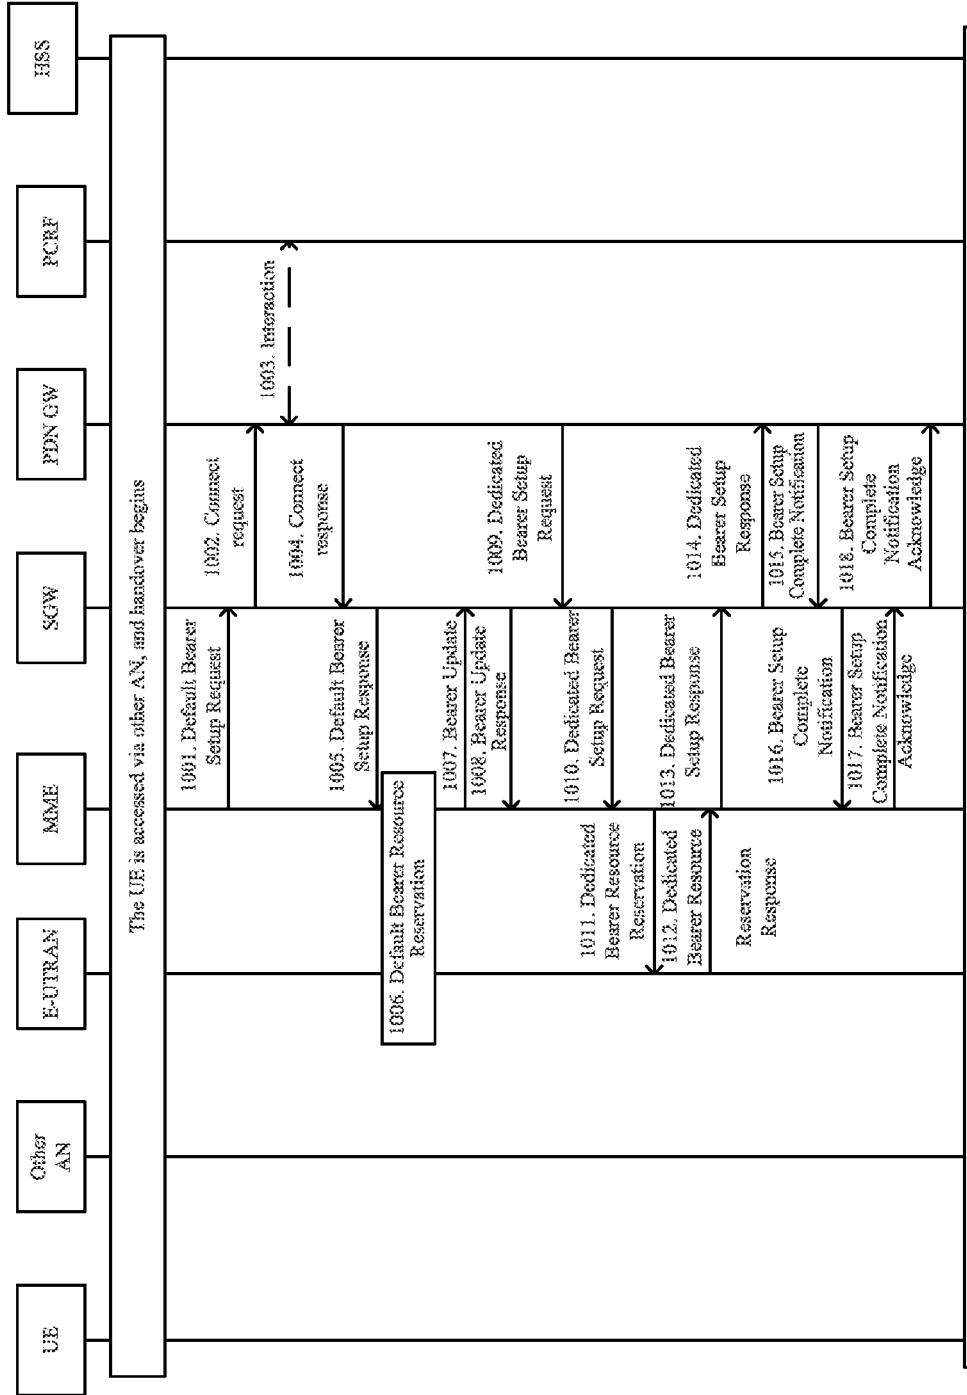 UE
Other
AN
E-UTRAN
MME
SGW
PDN GW
PCRF
HSS
The UE is accessed via other AN, and handover begins
1001. Default Bearer
Setup Request
1002. Connect
request
1003. Interaction
1004. Connect
response
1005. Default Bearer
Setup Response
1006. Default Bearer Resource
Reservation
1007. Bearer Update
1008. Bearer Update
Response
1009. Dedicated
Bearer Setup
Request
1010. Dedicated Bearer
Setup Request
1011. Dedicated
Bearer Resource
Reservation
1012. Dedicated
Bearer Resource
Reservation
Response
1013. Dedicated Bearer
Setup Response
1014. Dedicated
Bearer Setup
Response
1015. Bearer Setup
Complete Notification
1016. Bearer Setup
Complete
Notification
1017. Bearer Setup
Complete Notification
Acknowledge
1018. Bearer Setup
Complete
Notification
Acknowledge